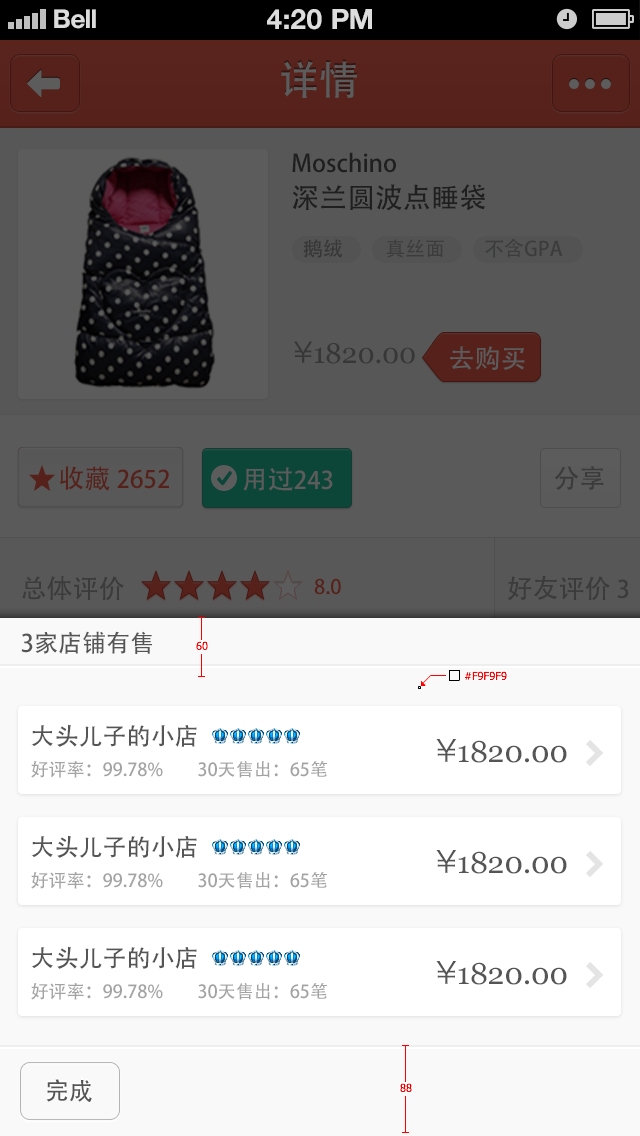 Bell 4:20 PM
详情
Moschino
深兰圆波点睡袋
鹅绒 真丝面 不含GPA
¥1820.00 去购买
收藏 2652 用过243 分享
总体评价 8.0 好友评价 3
3家店铺有售
60
#F9F9F9
大头儿子的小店 ¥1820.00
好评率：99.78% 30天售出：65笔
大头儿子的小店 ¥1820.00
好评率：99.78% 30天售出：65笔
大头儿子的小店 ¥1820.00
好评率：99.78% 30天售出：65笔
完成
88